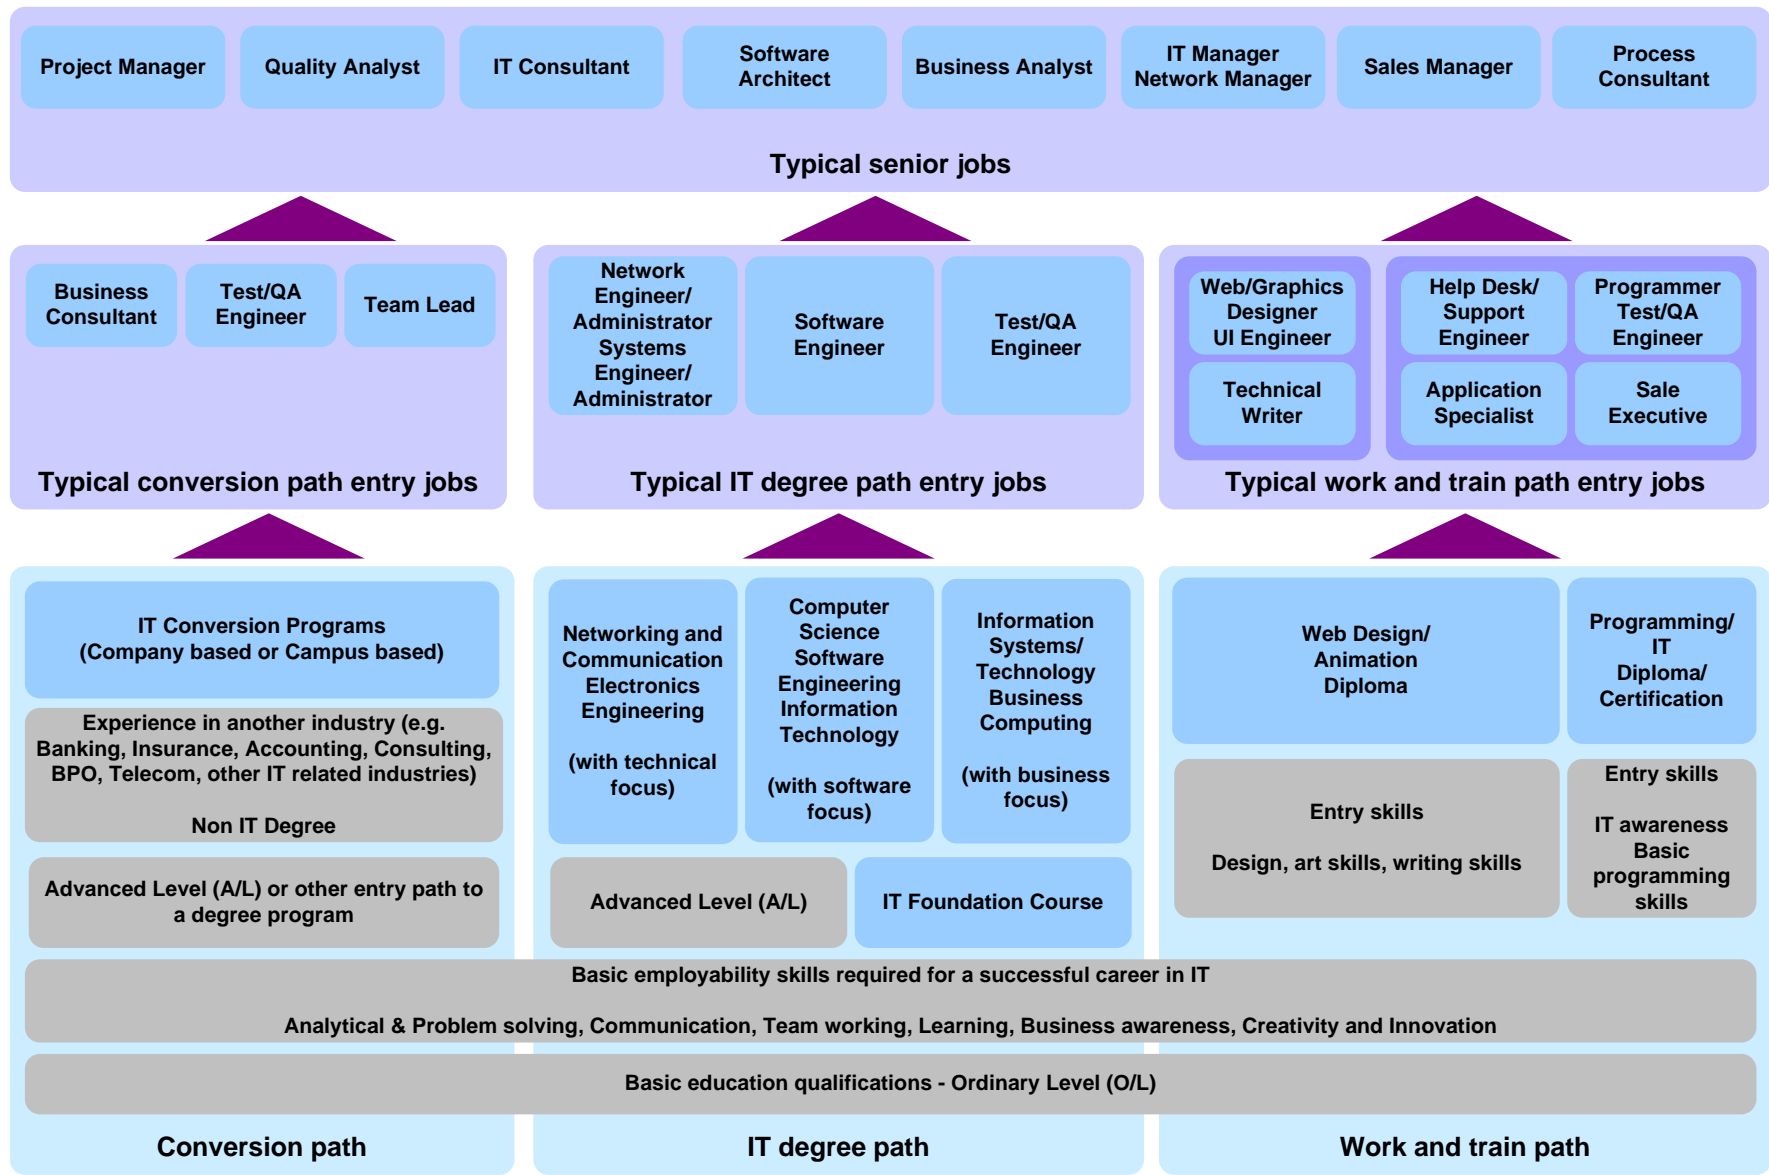 Project Manager
Quality Analyst
IT Consultant
Software
Architect
Business Analyst
IT Manager
Network Manager
Sales Manager
Process
Consultant
Typical senior jobs
Business
Consultant
Test/QA
Engineer
Team Lead
Typical conversion path entry jobs
Network
Engineer/
Administrator
Systems
Engineer/
Administrator
Software
Engineer
Test/QA
Engineer
Typical IT degree path entry jobs
Web/Graphics
Designer
UI Engineer
Technical
Writer
Help Desk/
Support
Engineer
Programmer
Test/QA
Engineer
Application
Specialist
Sale
Executive
Typical work and train path entry jobs
IT Conversion Programs
(Company based or Campus based)
Experience in another industry (e.g.
Banking, Insurance, Accounting, Consulting,
BPO, Telecom, other IT related industries)
Non IT Degree
Advanced Level (A/L) or other entry path to
a degree program
Networking and
Communication
Electronics
Engineering
(with technical
focus)
Computer
Science
Software
Engineering
Information
Technology
(with software
focus)
Information
Systems/
Technology
Business
Computing
(with business
focus)
Advanced Level (A/L)
IT Foundation Course
Web Design/
Animation
Diploma
Programming/
IT
Diploma/
Certification
Entry skills
Design, art skills, writing skills
Entry skills
IT awareness
Basic
programming
skills
Basic employability skills required for a successful career in IT
Analytical & Problem solving, Communication, Team working, Learning, Business awareness, Creativity and Innovation
Basic education qualifications - Ordinary Level (O/L)
Conversion path
IT degree path
Work and train path